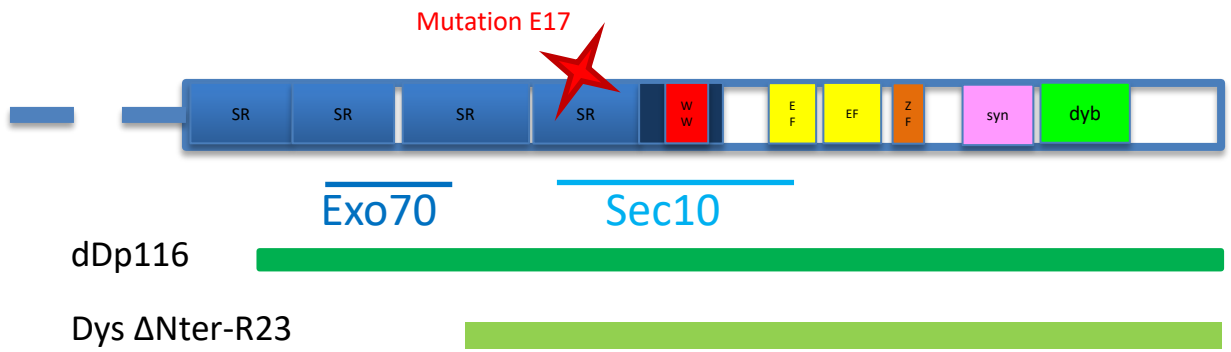 Mutation E17
SR SR SR SR W W E F EF Z F syn dyb
Exo70 Sec10
dDp116
Dys ΔNter-R23